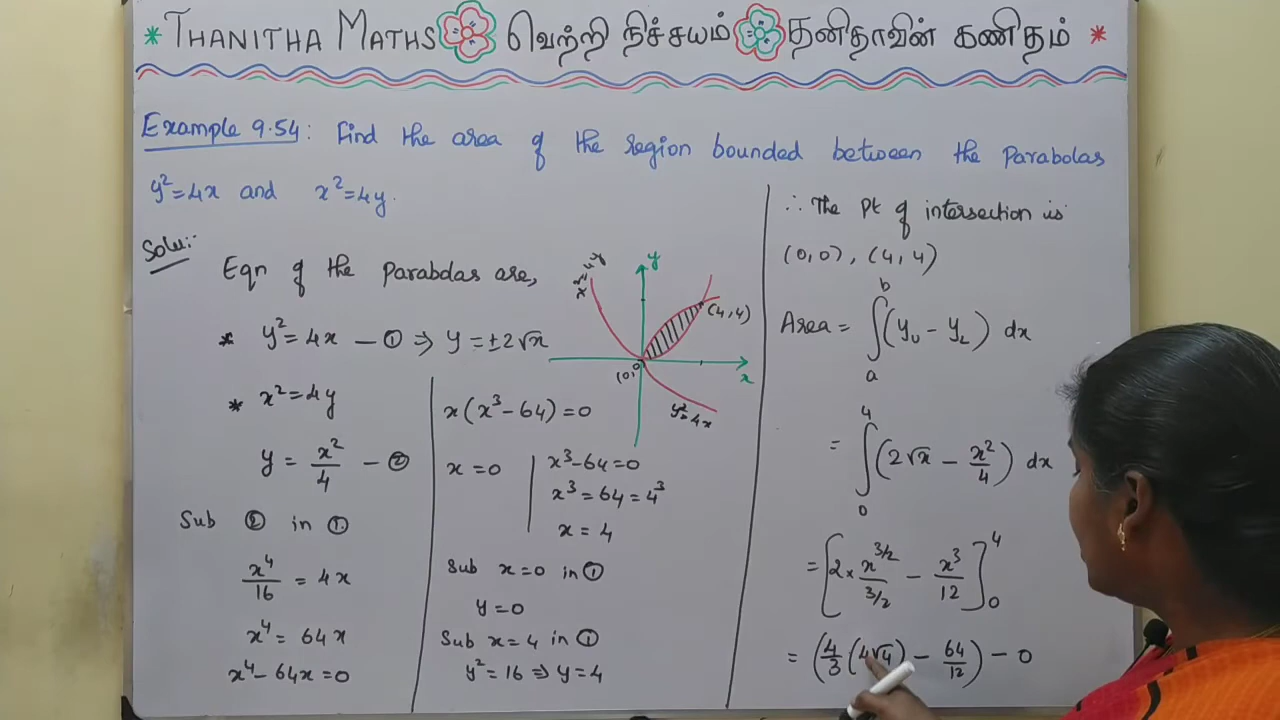 * THANITHA MATHS வெற்றி நிச்சயம் தனிதாவின் கணிதம் *
Example 9.54: Find the area of the region bounded between the parabolas
y²=4x and x²=4y.
Solu:
Eqn of the parabolas are,
* y²=4x — ① ⇒ y=±2√x
* x²=4y
y = x²/4 — ②
Sub ② in ①.
x⁴/16 = 4x
x⁴ = 64x
x⁴ - 64x = 0
x(x³-64)=0
x=0 | x³-64=0
x³=64=4³
x=4
Sub x=0 in ①
y=0
Sub x=4 in ①
y²=16 ⇒ y=4
x²=4y
y
(4,4)
(0,0)
x
y²=4x
∴ The pt of intersection is
(0,0), (4,4)
Area = ∫ₐᵇ (y_U - y_L) dx
= ∫₀⁴ (2√x - x²/4) dx
= [2 × x^(3/2)/(3/2) - x³/12]₀⁴
= (4/3 (4√4) - 64/12) - 0